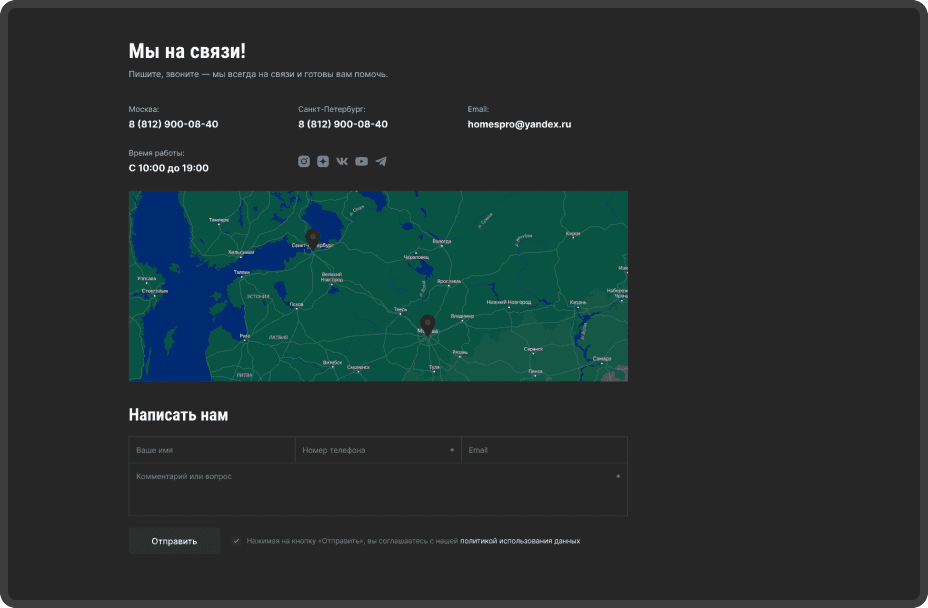 Мы на связи!
Пишите, звоните — мы всегда на связи и готовы вам помочь.
Москва:
8 (812) 900-08-40
Санкт-Петербург:
8 (812) 900-08-40
Email:
homespro@yandex.ru
Время работы:
С 10:00 до 19:00
Тампере
Хельсинки
Санкт-Петербург
Таллин
ЭСТОНИЯ
Великий
Новгород
Псков
Стокгольм
Уппсала
Рига
ЛАТВИЯ
ЛИТВА
Витебск
Смоленск
Вологда
Череповец
Ярославль
Тверь
Москва
Владимир
Рязань
Тула
Нижний Новгород
Киров
Казань
Саранск
Пенза
Самара
Написать нам
Ваше имя
Номер телефона *
Email
Комментарий или вопрос *
Отправить
Нажимая на кнопку «Отправить», вы соглашаетесь с нашей политикой использования данных